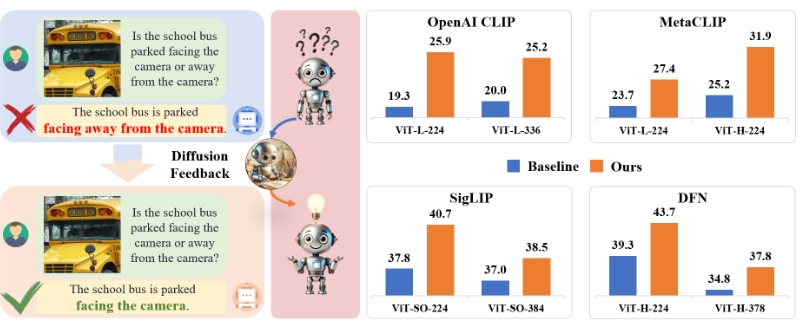 Is the school bus
parked facing the
camera or away
from the camera?
The school bus is parked
facing away from the camera.
Diffusion
Feedback
Is the school bus
parked facing the
camera or away
from the camera?
The school bus is parked
facing the camera.
????
OpenAI CLIP
19.3
25.9
20.0
25.2
ViT-L-224
ViT-L-336
MetaCLIP
23.7
27.4
25.2
31.9
ViT-L-224
ViT-H-224
Baseline
Ours
SigLIP
37.8
40.7
37.0
38.5
ViT-SO-224
ViT-SO-384
DFN
39.3
43.7
34.8
37.8
ViT-H-224
ViT-H-378